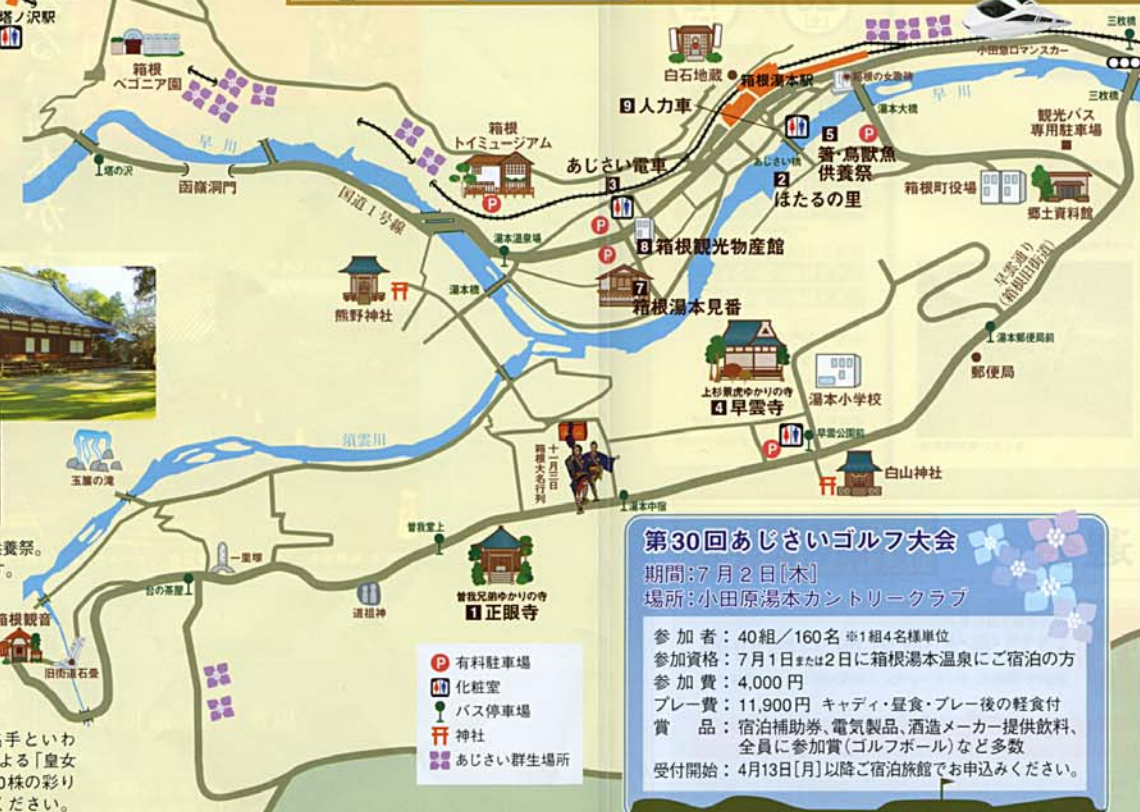 塔ノ沢駅
箱根
ベゴニア園
早川
塔の沢
函嶺洞門
国道1号線
箱根
トイミュージアム
あじさい電車
3
湯本温泉場
8 箱根観光物産館
7
箱根湯本見番
湯本橋
熊野神社
白石地蔵
箱根湯本駅
9 人力車
あじさい橋
5
箸・鳥獣魚
供養祭
2
ほたるの里
箱根の女歌碑
湯本大橋
早川
小田急ロマンスカー
三枚橋
三枚橋
観光バス
専用駐車場
箱根町役場
郷土資料館
早雲通り
(箱根旧街道)
湯本郵便局前
郵便局
上杉景虎ゆかりの寺
4 早雲寺
湯本小学校
早雲公園前
白山神社
須雲川
玉簾の滝
十一月三日
箱根大名行列
湯本中宿
曽我堂上
曽我兄弟ゆかりの寺
1 正眼寺
一里塚
台の茶屋
道祖神
養祭。
す。
箱根観音
旧街道石畳
名手といわ
よる「皇女
0株の彩り
ください。
P 有料駐車場
化粧室
バス停車場
神社
あじさい群生場所
第30回あじさいゴルフ大会
期間:7月2日[木]
場所:小田原湯本カントリークラブ
参加者:40組/160名 ※1組4名様単位
参加資格:7月1日または2日に箱根湯本温泉にご宿泊の方
参加費:4,000円
プレー費:11,900円 キャディ・昼食・プレー後の軽食付
賞品:宿泊補助券、電気製品、酒造メーカー提供飲料、
全員に参加賞(ゴルフボール)など多数
受付開始:4月13日[月]以降ご宿泊旅館でお申込みください。